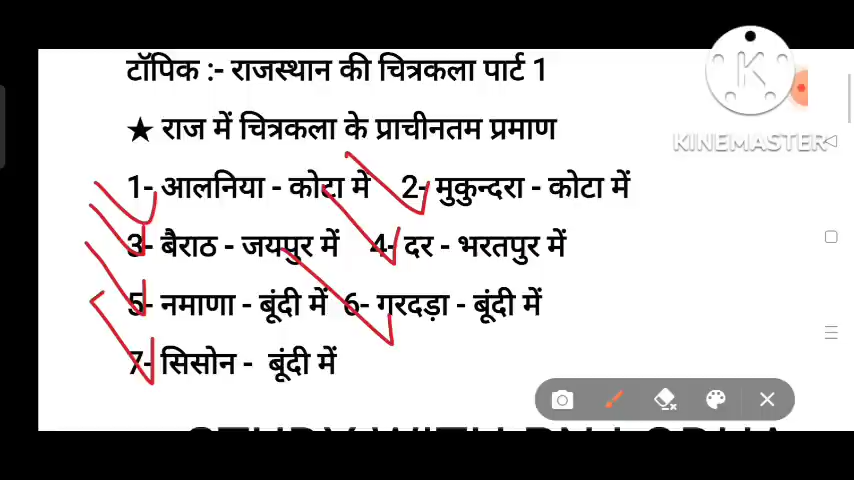 टॉपिक :- राजस्थान की चित्रकला पार्ट 1
★ राज में चित्रकला के प्राचीनतम प्रमाण
1- आलनिया - कोटा में 2- मुकुन्दरा - कोटा में
3- बैराठ - जयपुर में 4- दर - भरतपुर में
5- नमाणा - बूंदी में 6- गरदड़ा - बूंदी में
7- सिसोन - बूंदी में
K
KINEMASTER